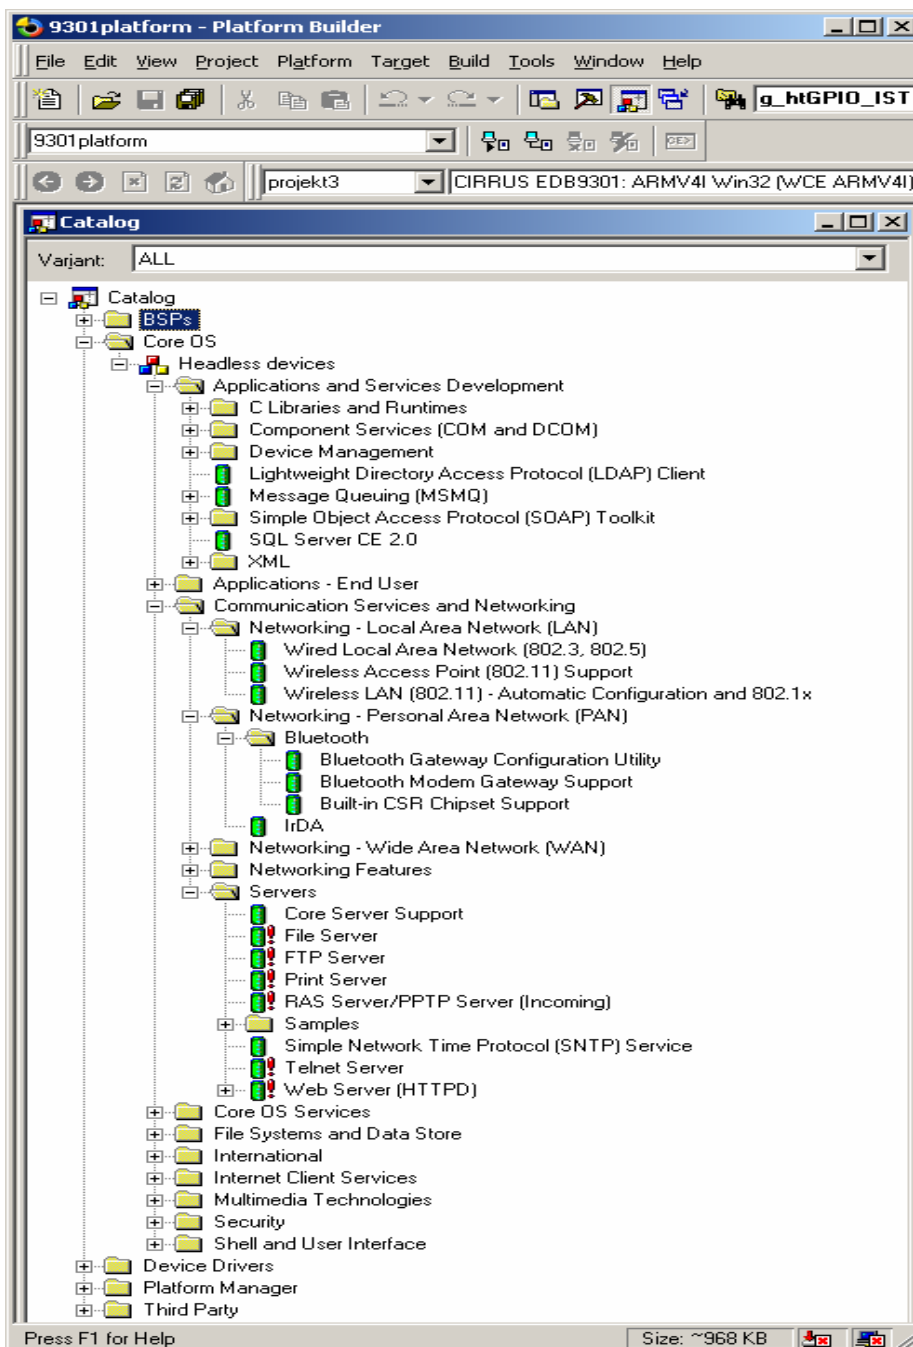 9301platform - Platform Builder
File Edit View Project Platform Target Build Tools Window Help
g_htGPIO_IST
9301platform
projekt3 CIRRUS EDB9301: ARMV4I Win32 (WCE ARMV4I)
Catalog
Variant: ALL
Catalog
BSPs
Core OS
Headless devices
Applications and Services Development
C Libraries and Runtimes
Component Services (COM and DCOM)
Device Management
Lightweight Directory Access Protocol (LDAP) Client
Message Queuing (MSMQ)
Simple Object Access Protocol (SOAP) Toolkit
SQL Server CE 2.0
XML
Applications - End User
Communication Services and Networking
Networking - Local Area Network (LAN)
Wired Local Area Network (802.3, 802.5)
Wireless Access Point (802.11) Support
Wireless LAN (802.11) - Automatic Configuration and 802.1x
Networking - Personal Area Network (PAN)
Bluetooth
Bluetooth Gateway Configuration Utility
Bluetooth Modem Gateway Support
Built-in CSR Chipset Support
IrDA
Networking - Wide Area Network (WAN)
Networking Features
Servers
Core Server Support
File Server
FTP Server
Print Server
RAS Server/PPTP Server (Incoming)
Samples
Simple Network Time Protocol (SNTP) Service
Telnet Server
Web Server (HTTPD)
Core OS Services
File Systems and Data Store
International
Internet Client Services
Multimedia Technologies
Security
Shell and User Interface
Device Drivers
Platform Manager
Third Party
Press F1 for Help Size: ~968 KB